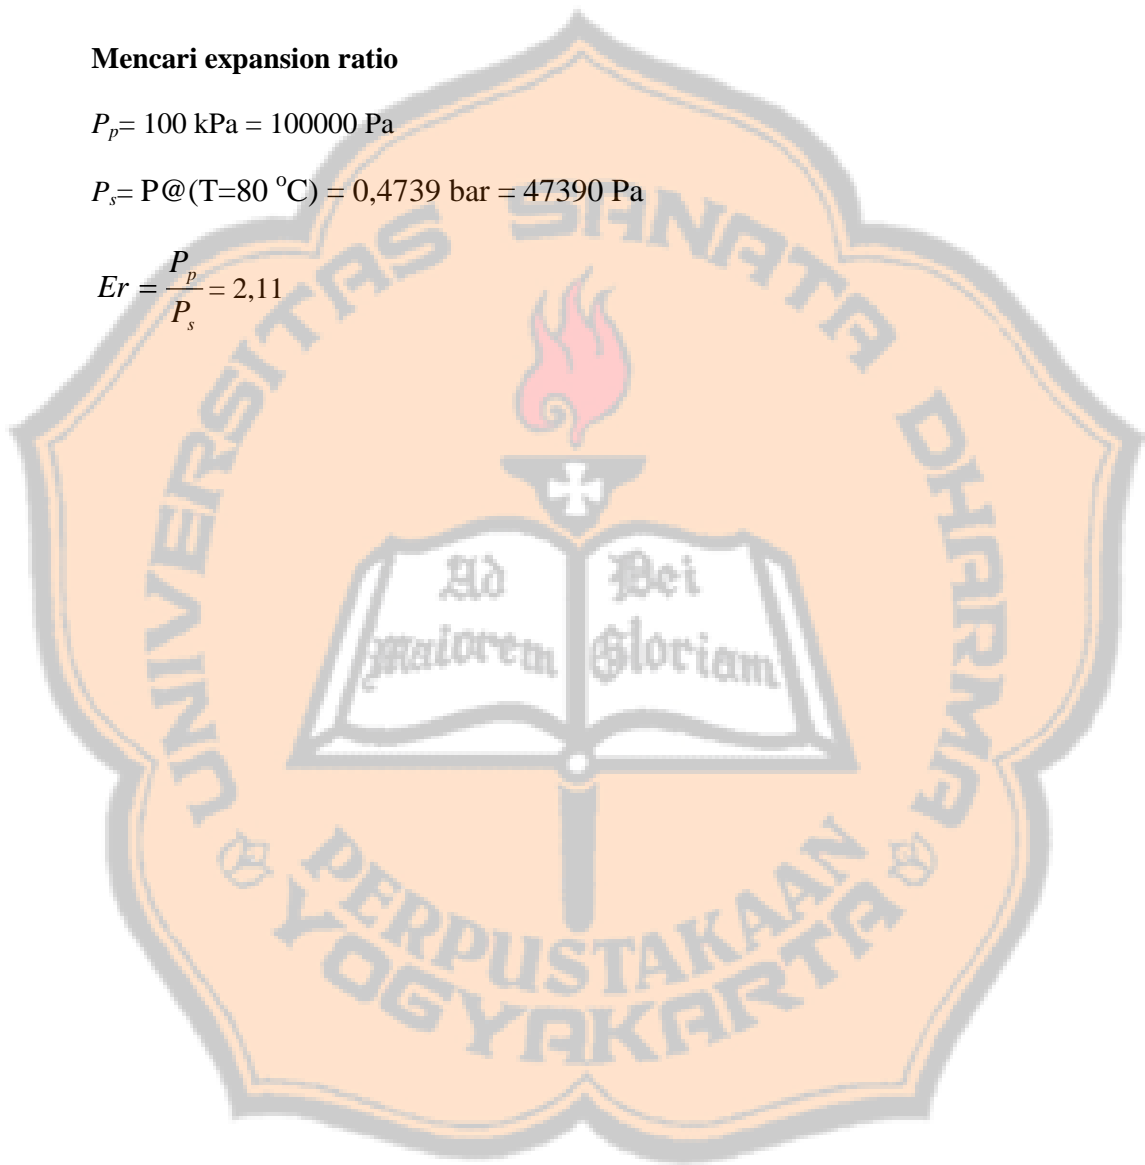 Mencari expansion ratio
Pp= 100 kPa = 100000 Pa
Ps= P@(T=80 °C) = 0,4739 bar = 47390 Pa
Er = Pp/Ps = 2,11
UNIVERSITAS SANATA DHARMA
Ad Dei
Maiorem Gloriam
PERPUSTAKAAN
YOGYAKARTA